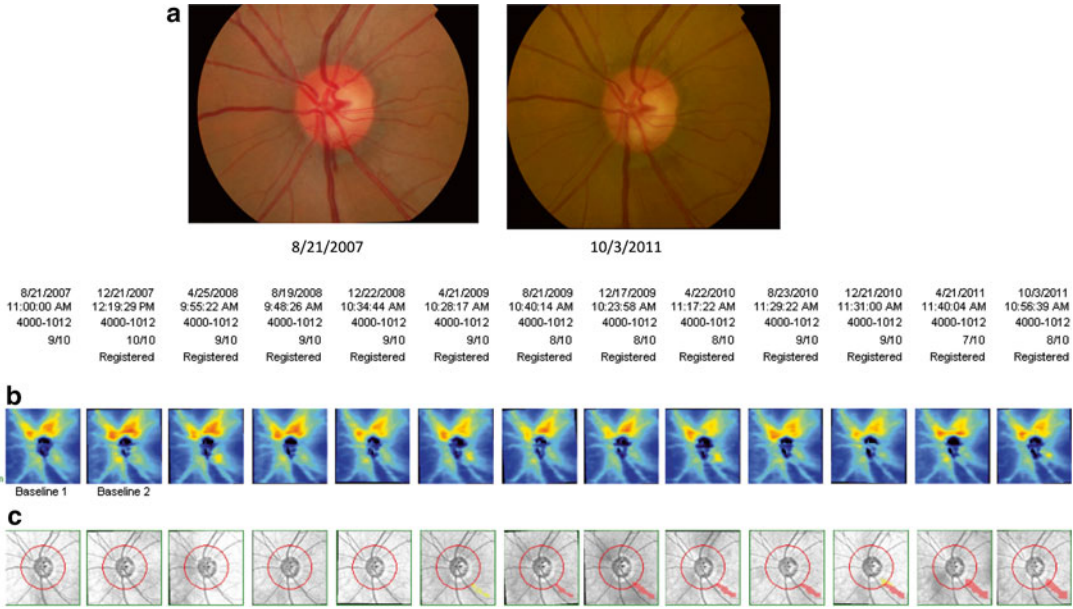 a
8/21/2007 10/3/2011
8/21/2007 12/21/2007 4/25/2008 8/19/2008 12/22/2008 4/21/2009 8/21/2009 12/17/2009 4/22/2010 8/23/2010 12/21/2010 4/21/2011 10/3/2011
11:00:00 AM 12:19:29 PM 9:55:22 AM 9:48:26 AM 10:34:44 AM 10:28:17 AM 10:40:14 AM 10:23:58 AM 11:17:22 AM 11:29:22 AM 11:31:00 AM 11:40:04 AM 10:56:39 AM
4000-1012 4000-1012 4000-1012 4000-1012 4000-1012 4000-1012 4000-1012 4000-1012 4000-1012 4000-1012 4000-1012 4000-1012 4000-1012
9/10 10/10 9/10 9/10 9/10 9/10 8/10 8/10 8/10 9/10 9/10 7/10 8/10
Registered Registered Registered Registered Registered Registered Registered Registered Registered Registered Registered Registered
b
Baseline 1 Baseline 2
c